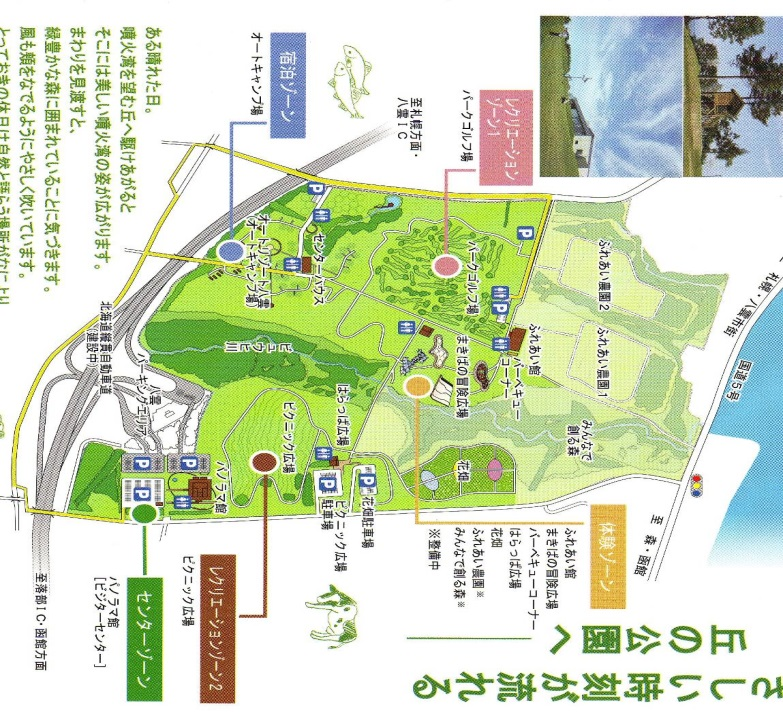 さしい時刻が流れる
丘の公園へ
ある晴れた日。
噴火湾を望む丘へ駆けあがると
そこには美しい噴火湾の姿が広がります。
まわりを見渡すと、
緑豊かな森に囲まれていることに気づきます。
風も頬をなでるようにやさしく吹いています。
宿泊ゾーン
オートキャンプ場
レクリエーション
ゾーン1
パークゴルフ場
至札幌方面・
八雲IC
札幌・八雲市街
国道5号
至 森・函館
ふれあい農園2
ふれあい農園1
みんなで
創る森
パークゴルフ場
センターハウス
オートリゾート八雲
(オートキャンプ場)
ふれあい館
バーベキュー
コーナー
まきばの冒険広場
花畑
はらっぱ広場
ピクニック広場
花畑駐車場
ピクニック広場
駐車場
パノラマ館
八雲
パーキングエリア
北海道縦貫自動車道
(建設中)
P
P
P
P
P
P
P
P
体験ゾーン
ふれあい館
まきばの冒険広場
バーベキューコーナー
はらっぱ広場
花畑
ふれあい農園※
みんなで創る森※
※整備中
レクリエーションゾーン2
ピクニック広場
センターゾーン
パノラマ館
[ビジターセンター]
至落部IC・函館方面